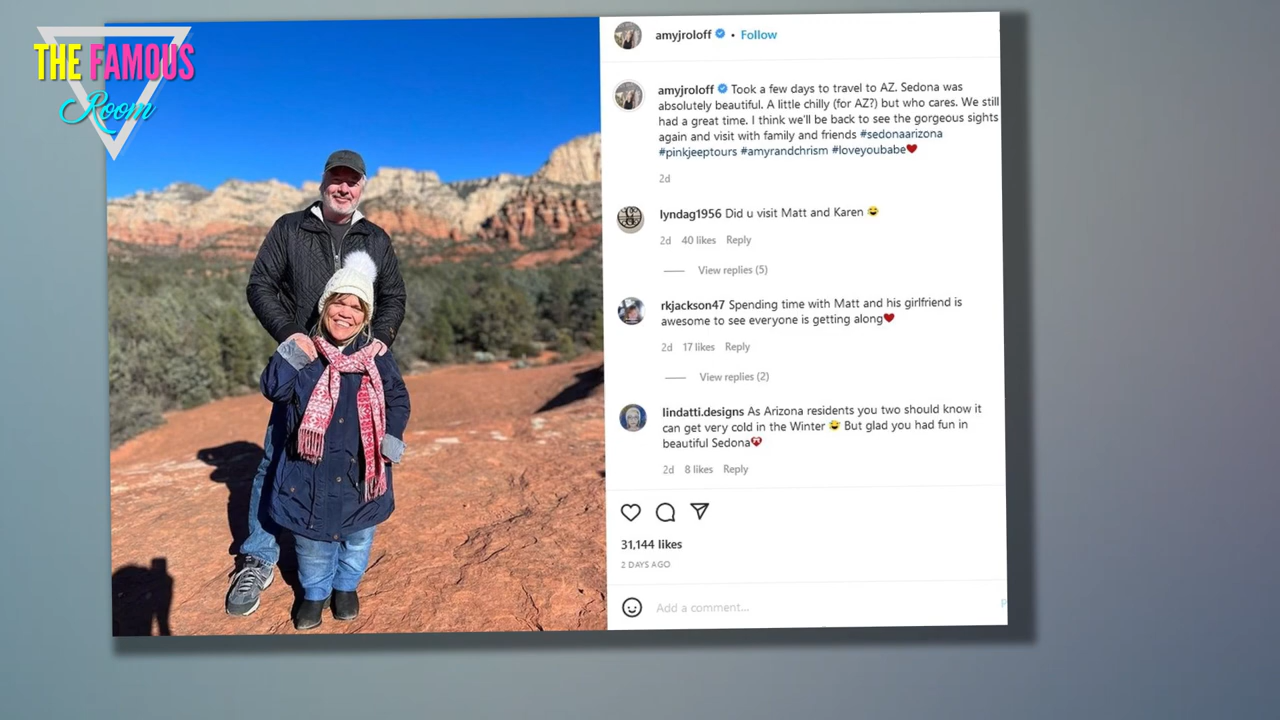 THE FAMOUS
Room
amyjroloff • Follow
amyjroloff Took a few days to travel to AZ. Sedona was
absolutely beautiful. A little chilly (for AZ?) but who cares. We still
had a great time. I think we'll be back to see the gorgeous sights
again and visit with family and friends #sedonaarizona
#pinkjeeptours #amyrandchrism #loveyoubabe❤️
2d
lyndag1956 Did u visit Matt and Karen 😂
2d 40 likes Reply
View replies (5)
rkjackson47 Spending time with Matt and his girlfriend is
awesome to see everyone is getting along❤️
2d 17 likes Reply
View replies (2)
lindatti.designs As Arizona residents you two should know it
can get very cold in the Winter 😂 But glad you had fun in
beautiful Sedona💖
2d 8 likes Reply
31,144 likes
2 DAYS AGO
Add a comment...